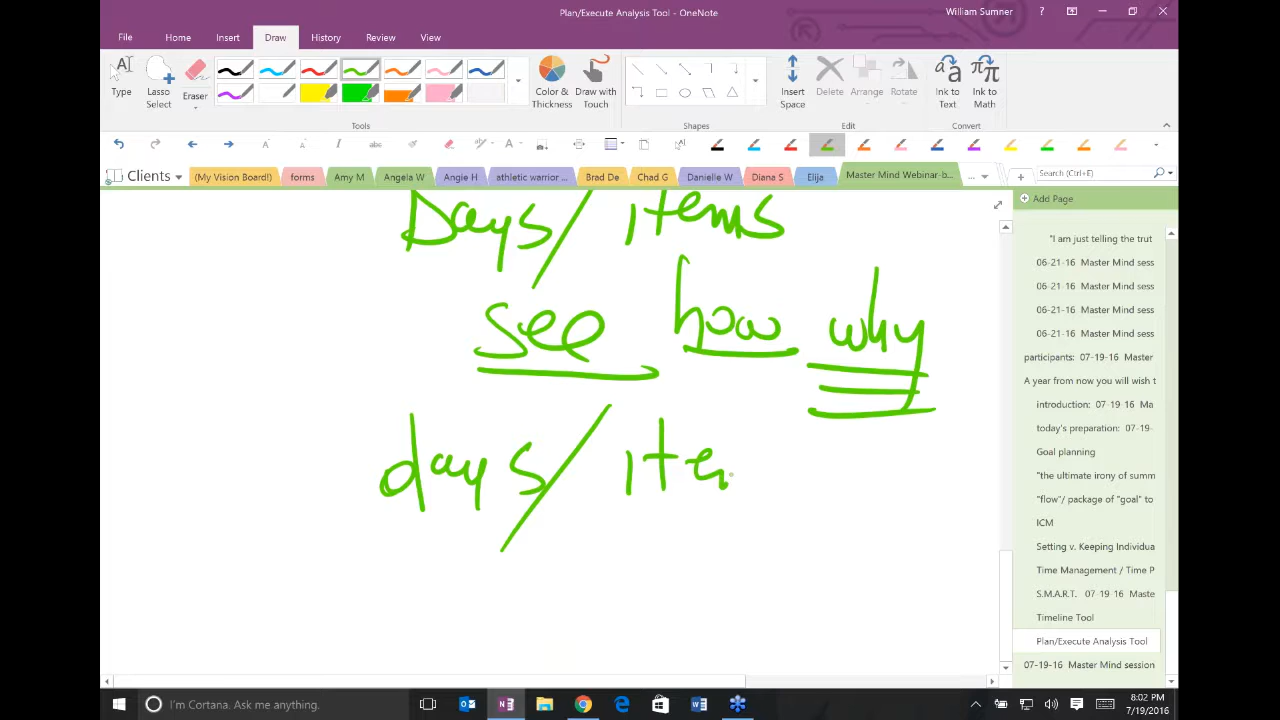 Plan/Execute Analysis Tool - OneNote
William Sumner
?
File Home Insert Draw History Review View
Type
Lasso Select
Eraser
Color & Thickness
Draw with Touch
Insert Space
Delete
Arrange
Rotate
Ink to Text
Ink to Math
Tools
Shapes
Edit
Convert
Clients
(My Vision Board!) forms Amy M Angela W Angie H athletic warrior ... Brad De Chad G Danielle W Diana S Elija Master Mind Webinar-b ...
Search (Ctrl+E)
Days/items
see how why
days/iter
Add Page
"I am just telling the trut
06-21-16 Master Mind sess
06-21-16 Master Mind sess
06-21-16 Master Mind sess
06-21-16 Master Mind sess
participants: 07-19-16 Master
A year from now you will wish t
introduction: 07-19-16 Ma
today's preparation: 07-19-
Goal planning
"the ultimate irony of summ
"flow"/ package of "goal" to
ICM
Setting v. Keeping Individua
Time Management / Time P
S.M.A.R.T. 07-19-16 Maste
Timeline Tool
Plan/Execute Analysis Tool
07-19-16 Master Mind session
I'm Cortana. Ask me anything.
8:02 PM
7/19/2016